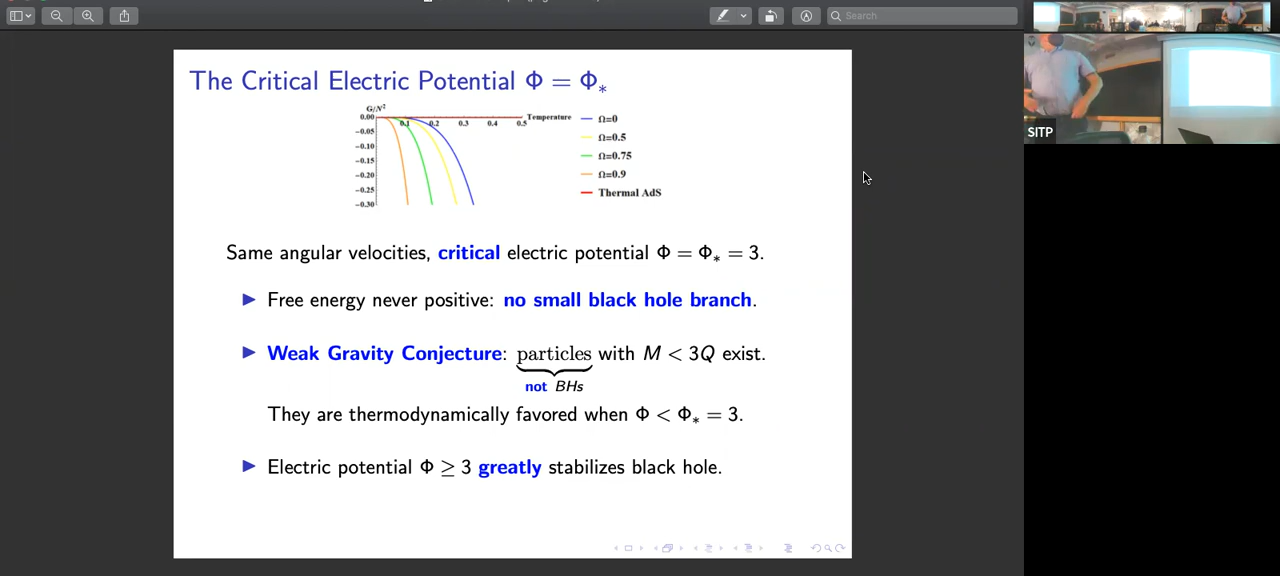 Search
The Critical Electric Potential Φ = Φ∗
G/N²
0.00
−0.05
−0.10
−0.15
−0.20
−0.25
−0.30
0.1 0.2 0.3 0.4 0.5 Temperature
Ω=0
Ω=0.5
Ω=0.75
Ω=0.9
Thermal AdS
Same angular velocities, critical electric potential Φ = Φ∗ = 3.
▶ Free energy never positive: no small black hole branch.
▶ Weak Gravity Conjecture: particles with M < 3Q exist.
not BHs
They are thermodynamically favored when Φ < Φ∗ = 3.
▶ Electric potential Φ ≥ 3 greatly stabilizes black hole.
SITP